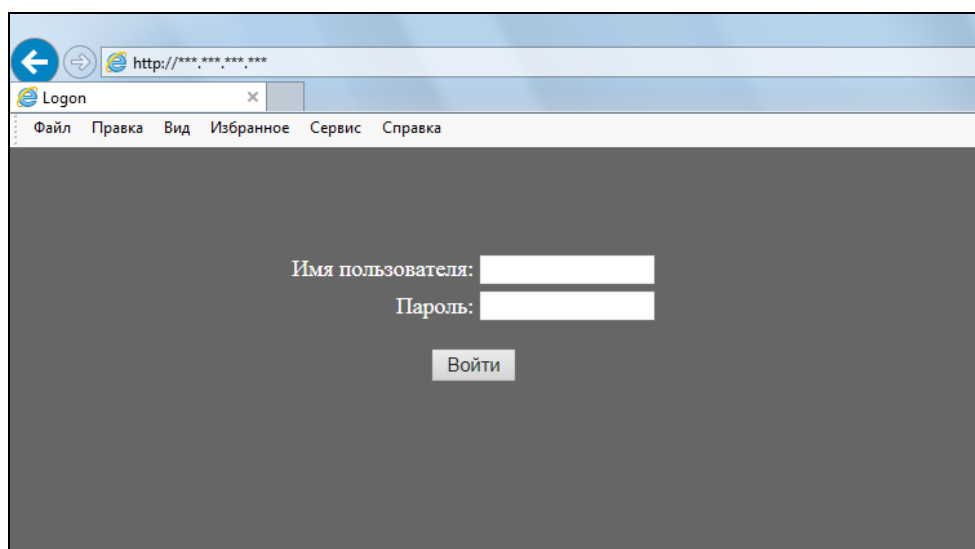 http://***.***.***.***
Logon
Файл Правка Вид Избранное Сервис Справка
Имя пользователя:
Пароль:
Войти